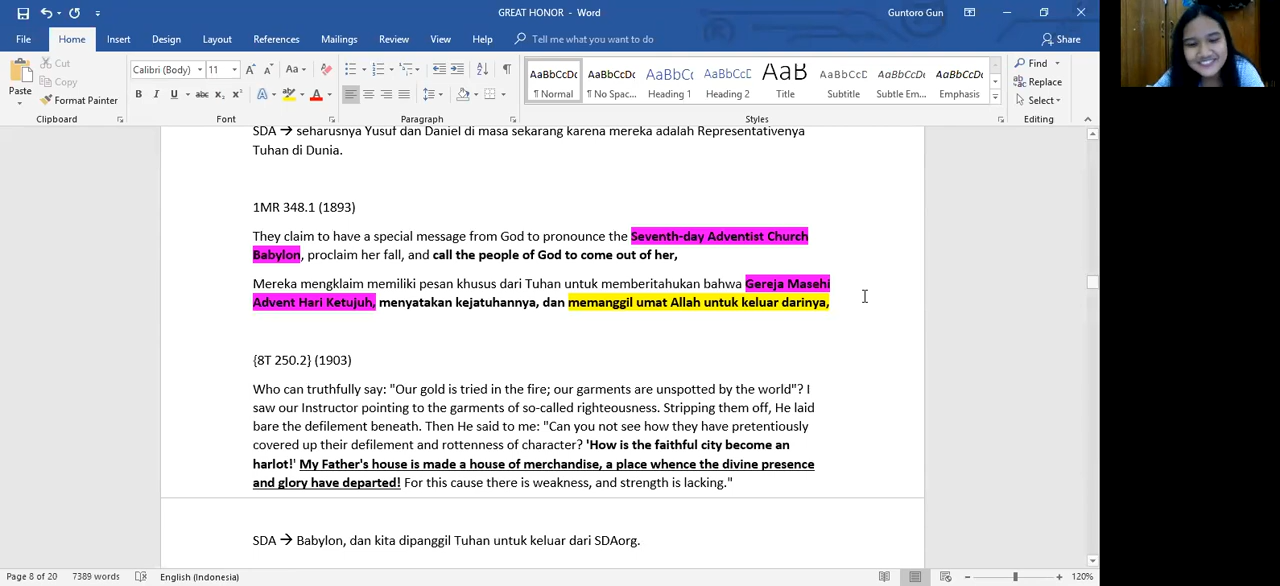 GREAT HONOR - Word
Guntoro Gun
File Home Insert Design Layout References Mailings Review View Help Tell me what you want to do Share
Paste
Cut
Copy
Format Painter
Clipboard
Calibri (Body) 11
B I U abc x₂ x²
Font
Paragraph
AaBbCcDc AaBbCcDc AaBbCc AaBbCcD AaB AaBbCcD AaBbCcDc AaBbCcDc
¶ Normal ¶ No Spac... Heading 1 Heading 2 Title Subtitle Subtle Em... Emphasis
Styles
Find
Replace
Select
Editing
SDA → seharusnya Yusuf dan Daniel di masa sekarang karena mereka adalah Representativenya
Tuhan di Dunia.
1MR 348.1 (1893)
They claim to have a special message from God to pronounce the Seventh-day Adventist Church
Babylon, proclaim her fall, and call the people of God to come out of her,
Mereka mengklaim memiliki pesan khusus dari Tuhan untuk memberitahukan bahwa Gereja Masehi
Advent Hari Ketujuh, menyatakan kejatuhannya, dan memanggil umat Allah untuk keluar darinya,
{8T 250.2} (1903)
Who can truthfully say: "Our gold is tried in the fire; our garments are unspotted by the world"? I
saw our Instructor pointing to the garments of so-called righteousness. Stripping them off, He laid
bare the defilement beneath. Then He said to me: "Can you not see how they have pretentiously
covered up their defilement and rottenness of character? 'How is the faithful city become an
harlot!' My Father's house is made a house of merchandise, a place whence the divine presence
and glory have departed! For this cause there is weakness, and strength is lacking."
SDA → Babylon, dan kita dipanggil Tuhan untuk keluar dari SDAorg.
Page 8 of 20 7389 words English (Indonesia) 120%